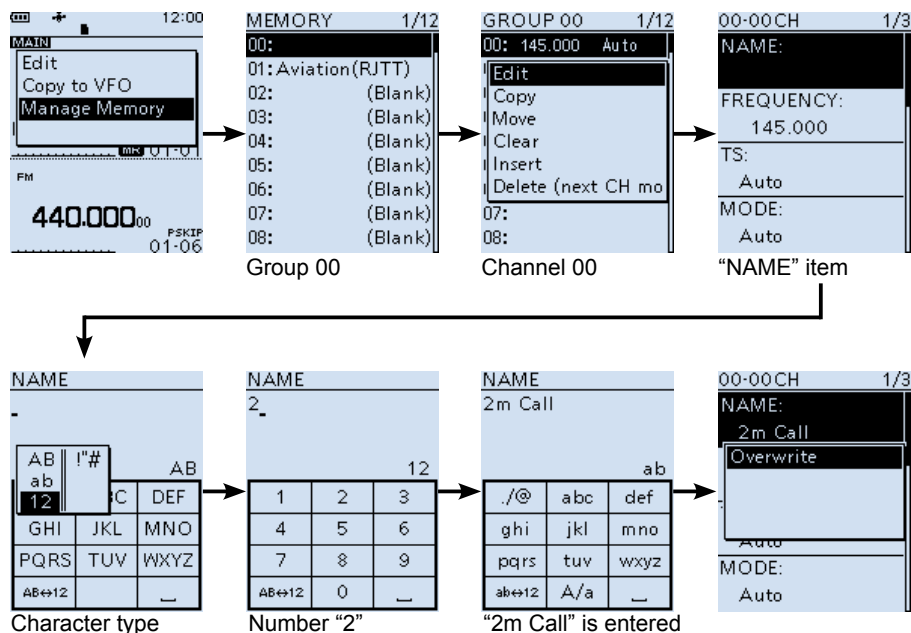 12:00
MAIN
Edit
Copy to VFO
Manage Memory
MR 01-01
FM
440.00000
PSKIP
01-06
MEMORY 1/12
00:
01:Aviation(RJTT)
02: (Blank)
03: (Blank)
04: (Blank)
05: (Blank)
06: (Blank)
07: (Blank)
08: (Blank)
Group 00
GROUP 00 1/12
00: 145.000 Auto
Edit
Copy
Move
Clear
Insert
Delete (next CH mo
07:
08:
Channel 00
00-00CH 1/3
NAME:
FREQUENCY:
145.000
TS:
Auto
MODE:
Auto
“NAME” item
NAME
AB !"#
ab
12
AB
DEF
GHI JKL MNO
PQRS TUV WXYZ
AB↔12
Character type
NAME
2
12
1 2 3
4 5 6
7 8 9
AB↔12 0
Number “2”
NAME
2m Call
ab
./@ abc def
ghi jkl mno
pqrs tuv wxyz
ab↔12 A/a
“2m Call” is entered
00-00CH 1/3
NAME:
2m Call
Overwrite
Auto
MODE:
Auto